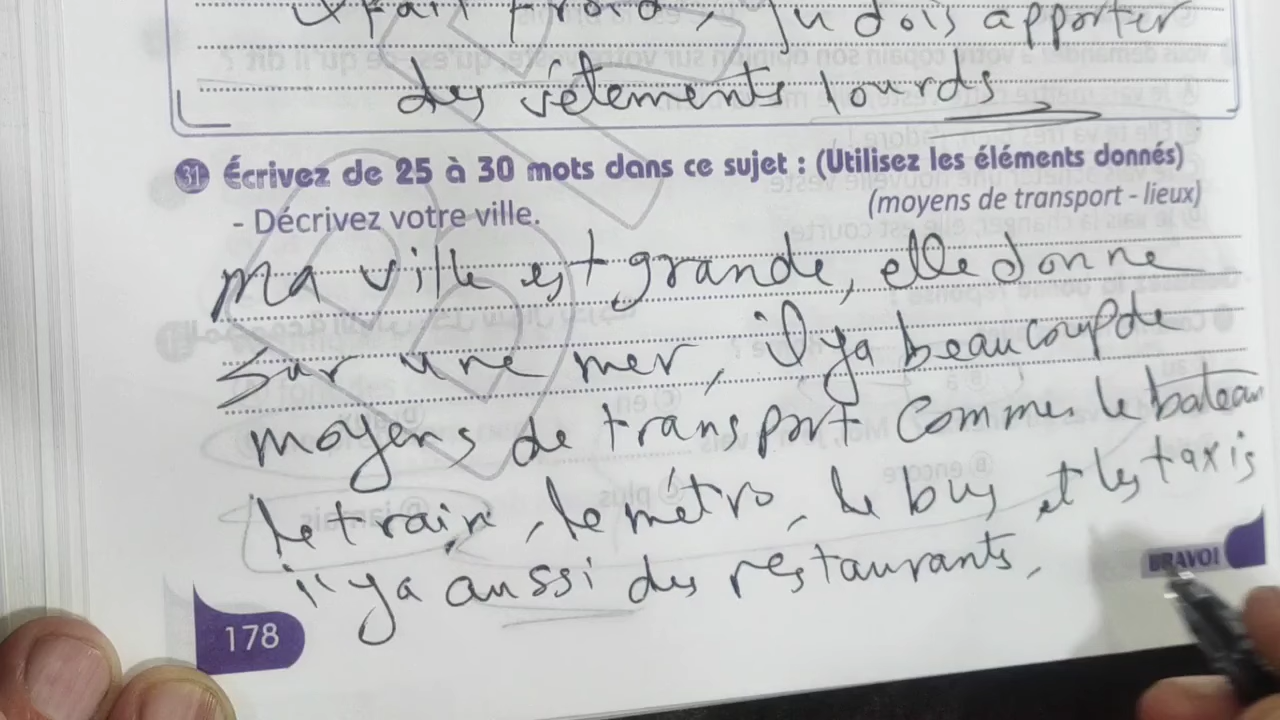 fait froid, Ju dois apporter
des vêtements lourds
31 Écrivez de 25 à 30 mots dans ce sujet : (Utilisez les éléments donnés)
- Décrivez votre ville. (moyens de transport - lieux)
Ma ville est grande, elle donne
sur une mer, il ya beaucoup de
moyens de transport comme le bateau
le train, le métro, le bus et les taxis
il ya aussi des restaurants,
BRAVO!
178